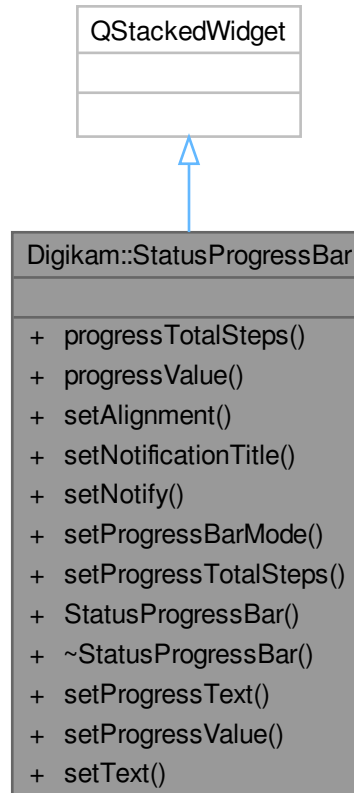 QStackedWidget
Digikam::StatusProgressBar
+ progressTotalSteps()
+ progressValue()
+ setAlignment()
+ setNotificationTitle()
+ setNotify()
+ setProgressBarMode()
+ setProgressTotalSteps()
+ StatusProgressBar()
+ ~StatusProgressBar()
+ setProgressText()
+ setProgressValue()
+ setText()